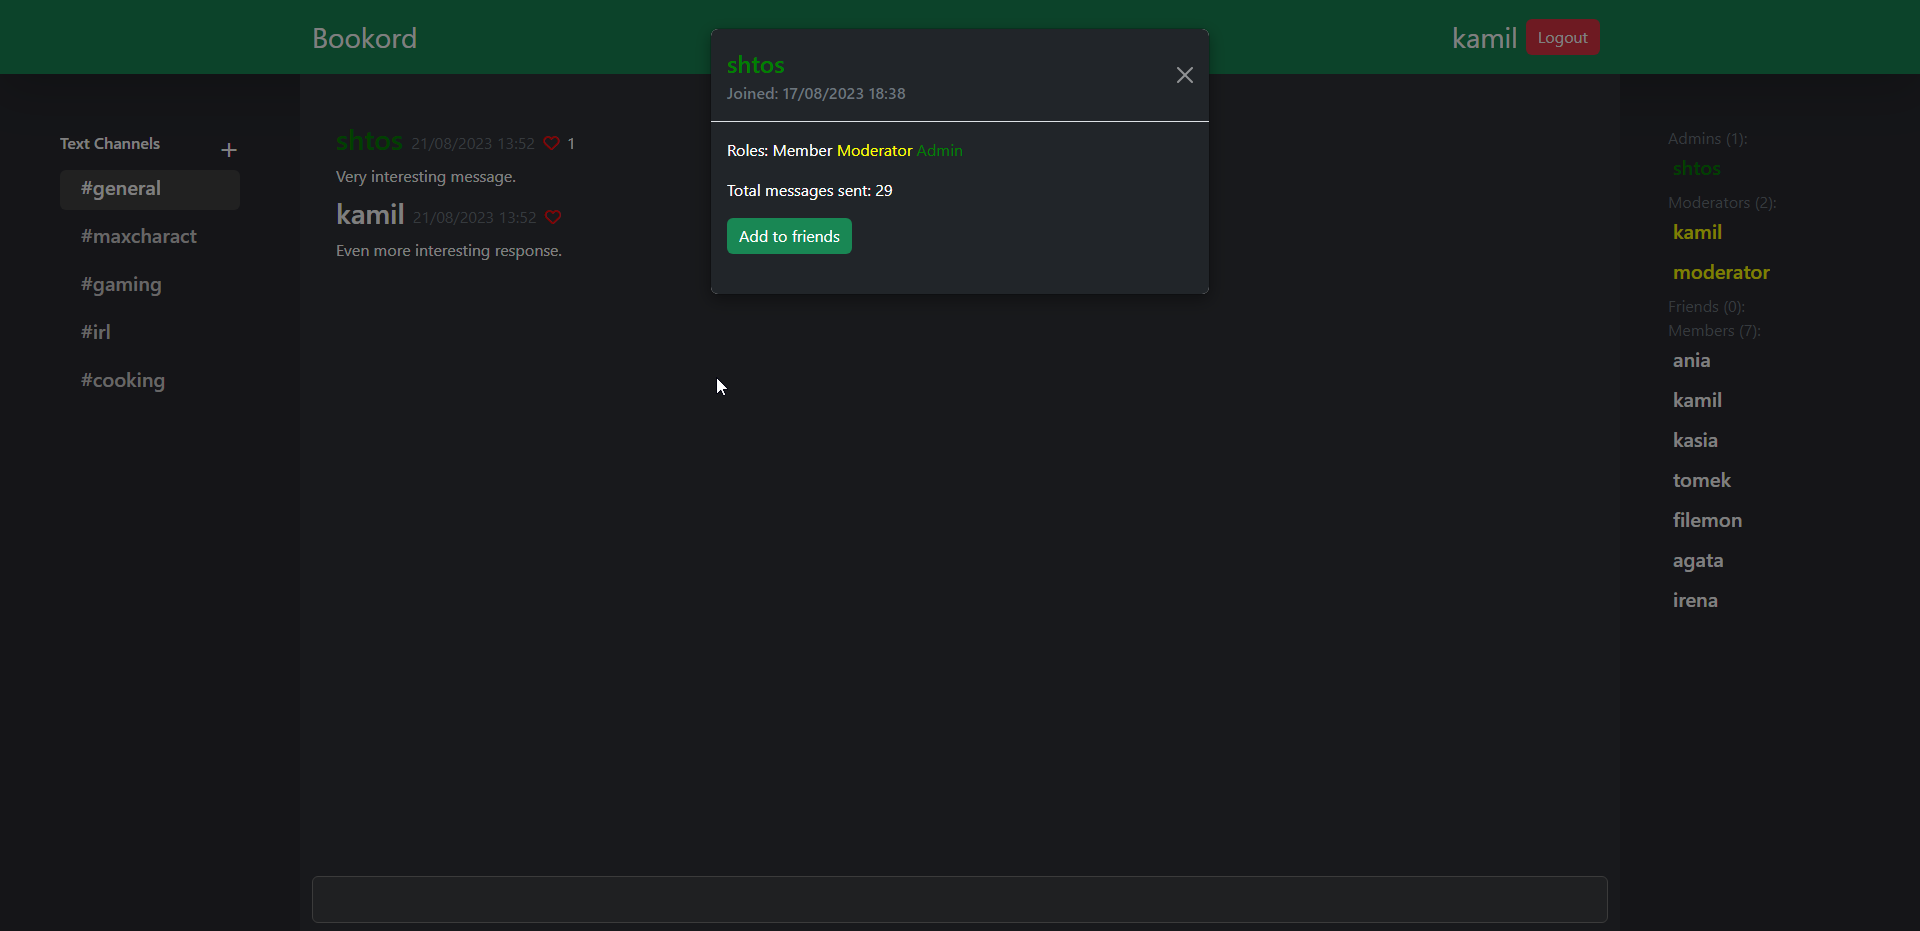 Bookord
kamil Logout
shtos
Joined: 17/08/2023 18:38
Roles: Member Moderator Admin
Total messages sent: 29
Add to friends
Text Channels +
#general
#maxcharact
#gaming
#irl
#cooking
shtos 21/08/2023 13:52 1
Very interesting message.
kamil 21/08/2023 13:52
Even more interesting response.
Admins (1):
shtos
Moderators (2):
kamil
moderator
Friends (0):
Members (7):
ania
kamil
kasia
tomek
filemon
agata
irena